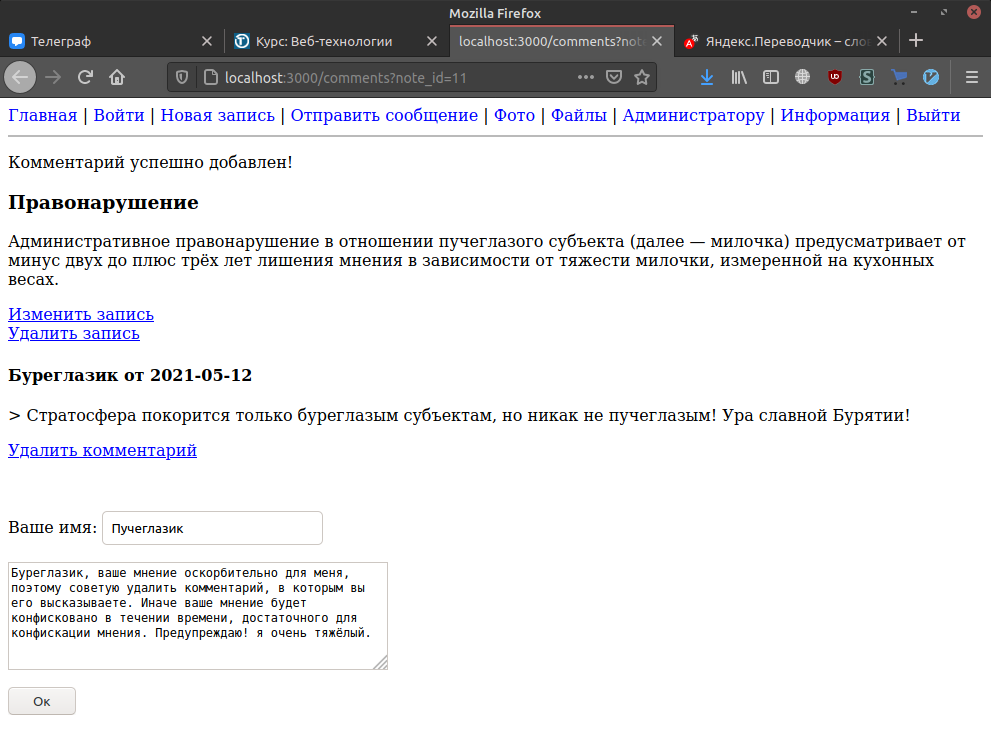 Mozilla Firefox
Телеграф
Курс: Веб-технологии
localhost:3000/comments?note
Яндекс.Переводчик – сло
localhost:3000/comments?note_id=11
Главная | Войти | Новая запись | Отправить сообщение | Фото | Файлы | Администратору | Информация | Выйти
Комментарий успешно добавлен!
Правонарушение
Административное правонарушение в отношении пучеглазого субъекта (далее — милочка) предусматривает от
минус двух до плюс трёх лет лишения мнения в зависимости от тяжести милочки, измеренной на кухонных
весах.
Изменить запись
Удалить запись
Буреглазик от 2021-05-12
> Стратосфера покорится только буреглазым субъектам, но никак не пучеглазым! Ура славной Бурятии!
Удалить комментарий
Ваше имя: Пучеглазик
Буреглазик, ваше мнение оскорбительно для меня,
поэтому советую удалить комментарий, в котором вы
его высказываете. Иначе ваше мнение будет
конфисковано в течении времени, достаточного для
конфискации мнения. Предупреждаю! я очень тяжёлый.
Ок